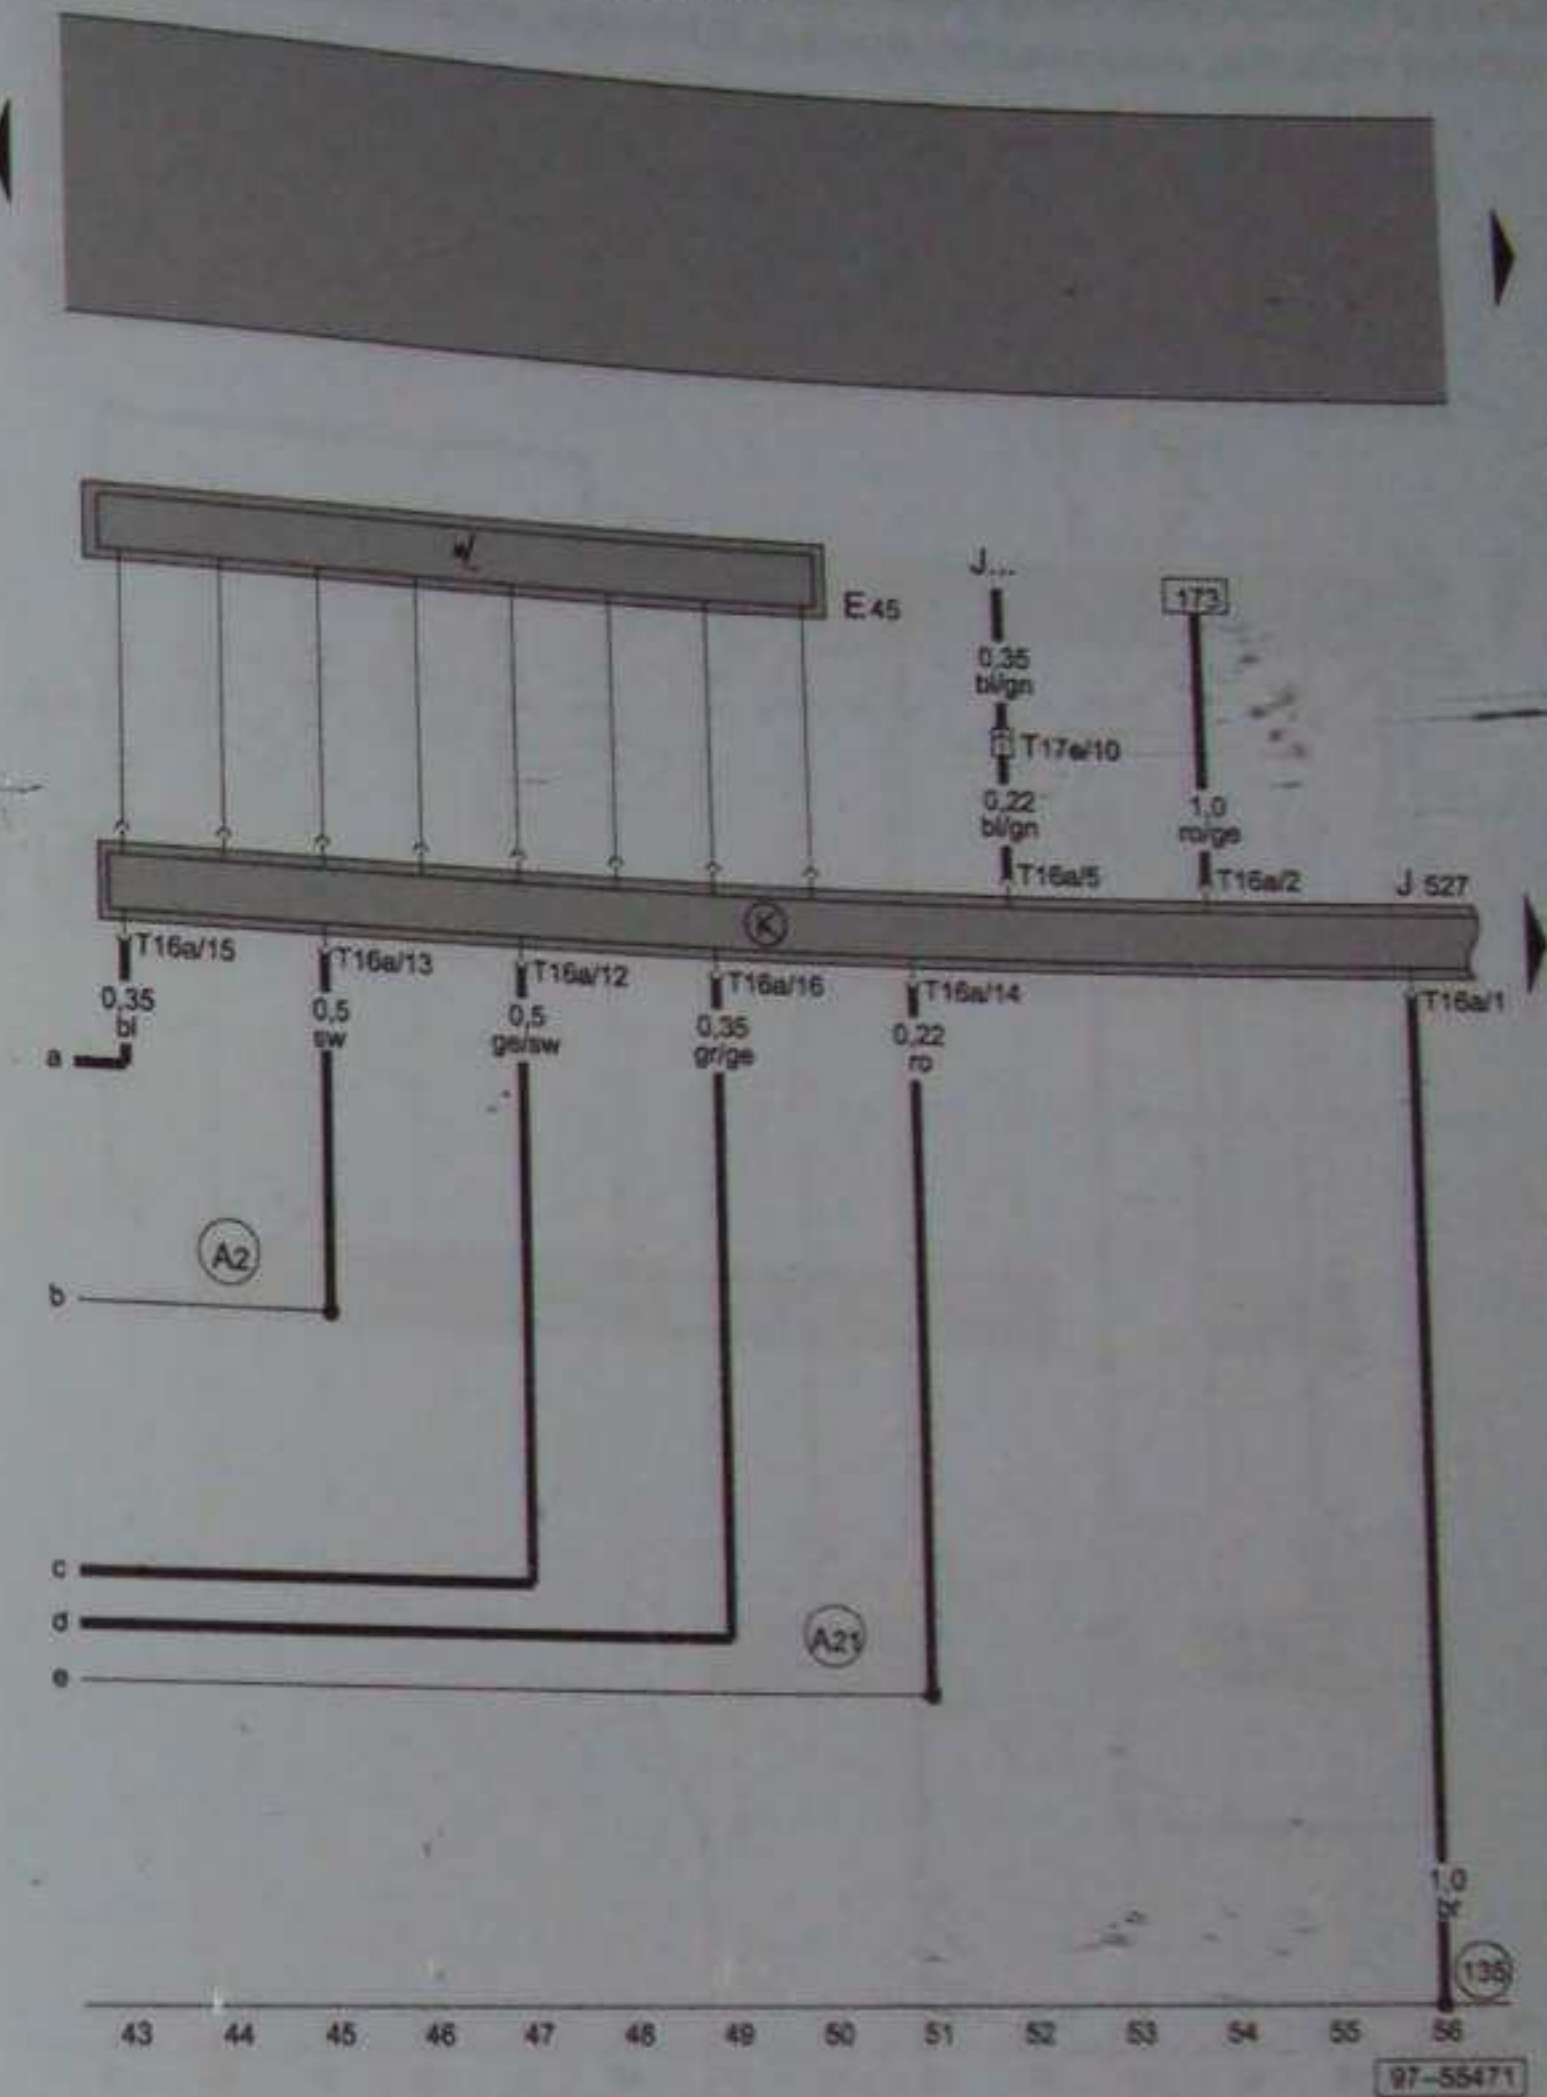 E45
J...
173
0,35
bl/gn
T17e/10
0,22
bl/gn
1,0
ro/ge
T16a/5
T16a/2
J 527
K
T16a/15
T16a/13
T16a/12
T16a/16
T16a/14
T16a/1
0,35
bl
0,5
sw
0,5
ge/sw
0,35
gr/ge
0,22
ro
a
A2
b
c
d
A21
e
1,0
135
43 44 45 46 47 48 49 50 51 52 53 54 55 56
97-55471